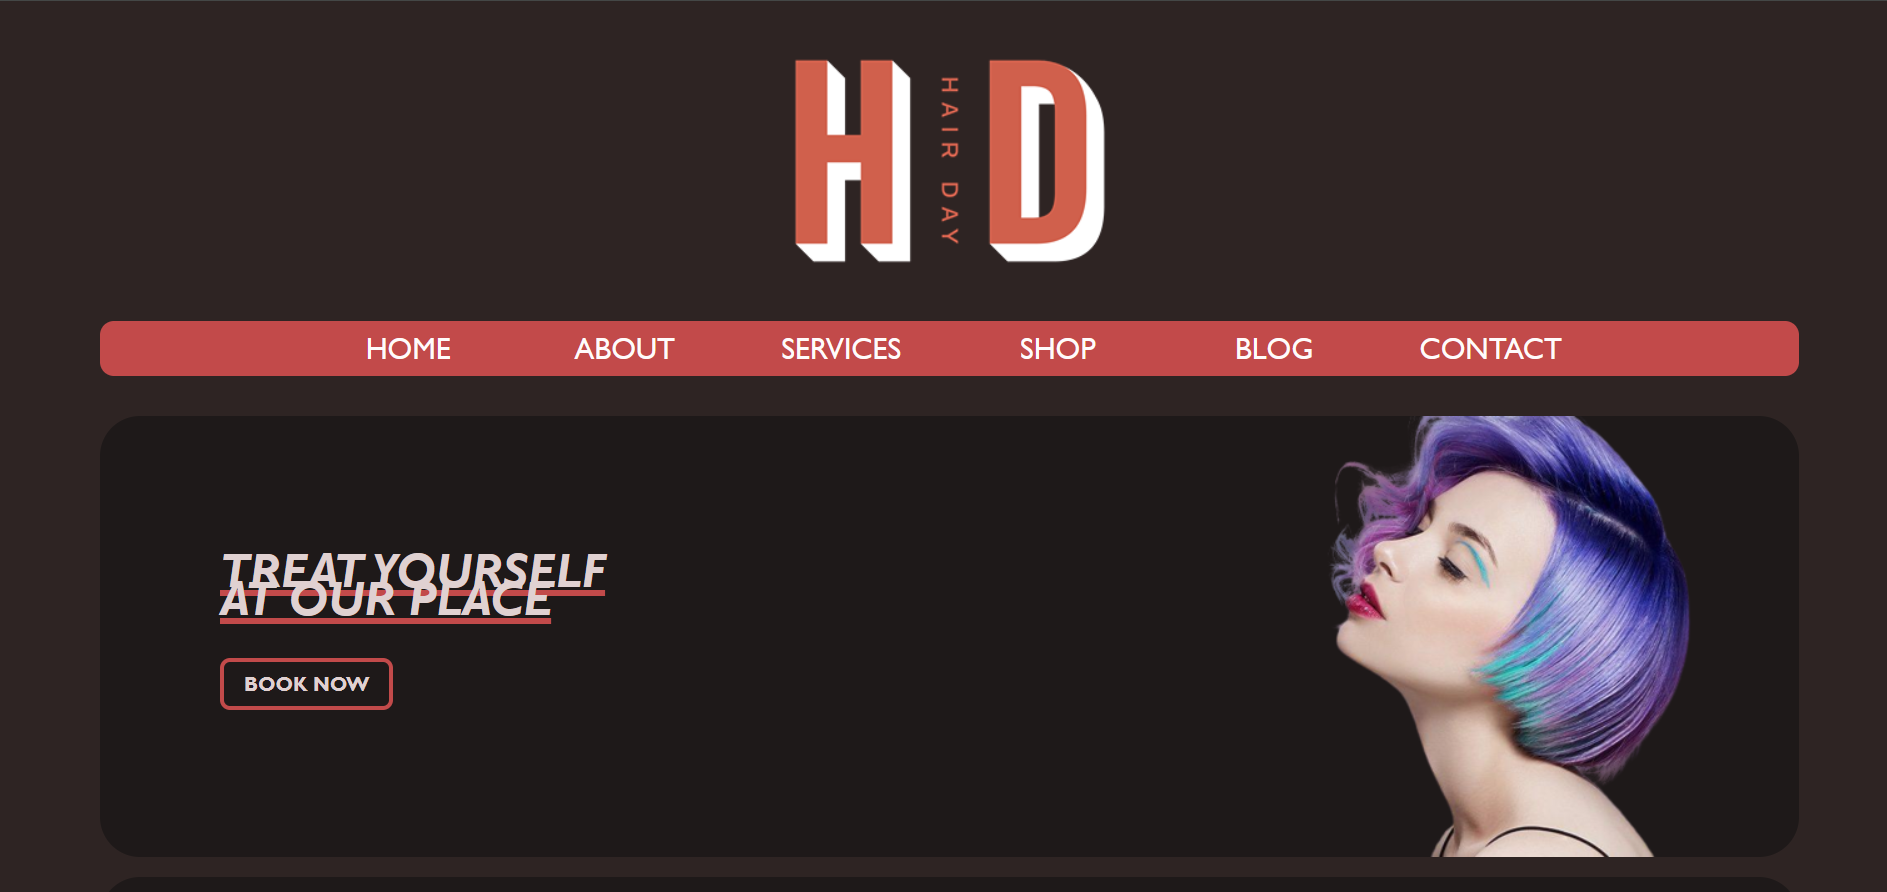 H HAIR DAY D
HOME ABOUT SERVICES SHOP BLOG CONTACT
TREAT YOURSELF
AT OUR PLACE
BOOK NOW